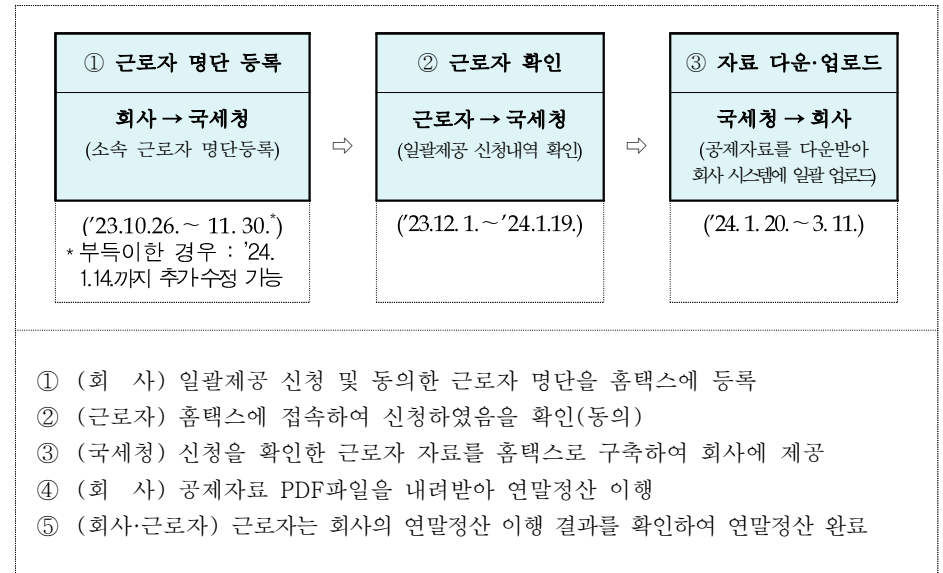 ① 근로자 명단 등록
회사 → 국세청
(소속 근로자 명단등록)
('23.10.26.～ 11. 30.*)
* 부득이한 경우 : '24.
1.14.까지 추가·수정 가능
⇨
② 근로자 확인
근로자 → 국세청
(일괄제공 신청내역 확인)
('23.12. 1.～'24.1.19.)
⇨
③ 자료 다운·업로드
국세청 → 회사
(공제자료를 다운받아
회사 시스템에 일괄 업로드)
('24. 1. 20.～ 3. 11.)
① (회 사) 일괄제공 신청 및 동의한 근로자 명단을 홈택스에 등록
② (근로자) 홈택스에 접속하여 신청하였음을 확인(동의)
③ (국세청) 신청을 확인한 근로자 자료를 홈택스로 구축하여 회사에 제공
④ (회 사) 공제자료 PDF파일을 내려받아 연말정산 이행
⑤ (회사·근로자) 근로자는 회사의 연말정산 이행 결과를 확인하여 연말정산 완료